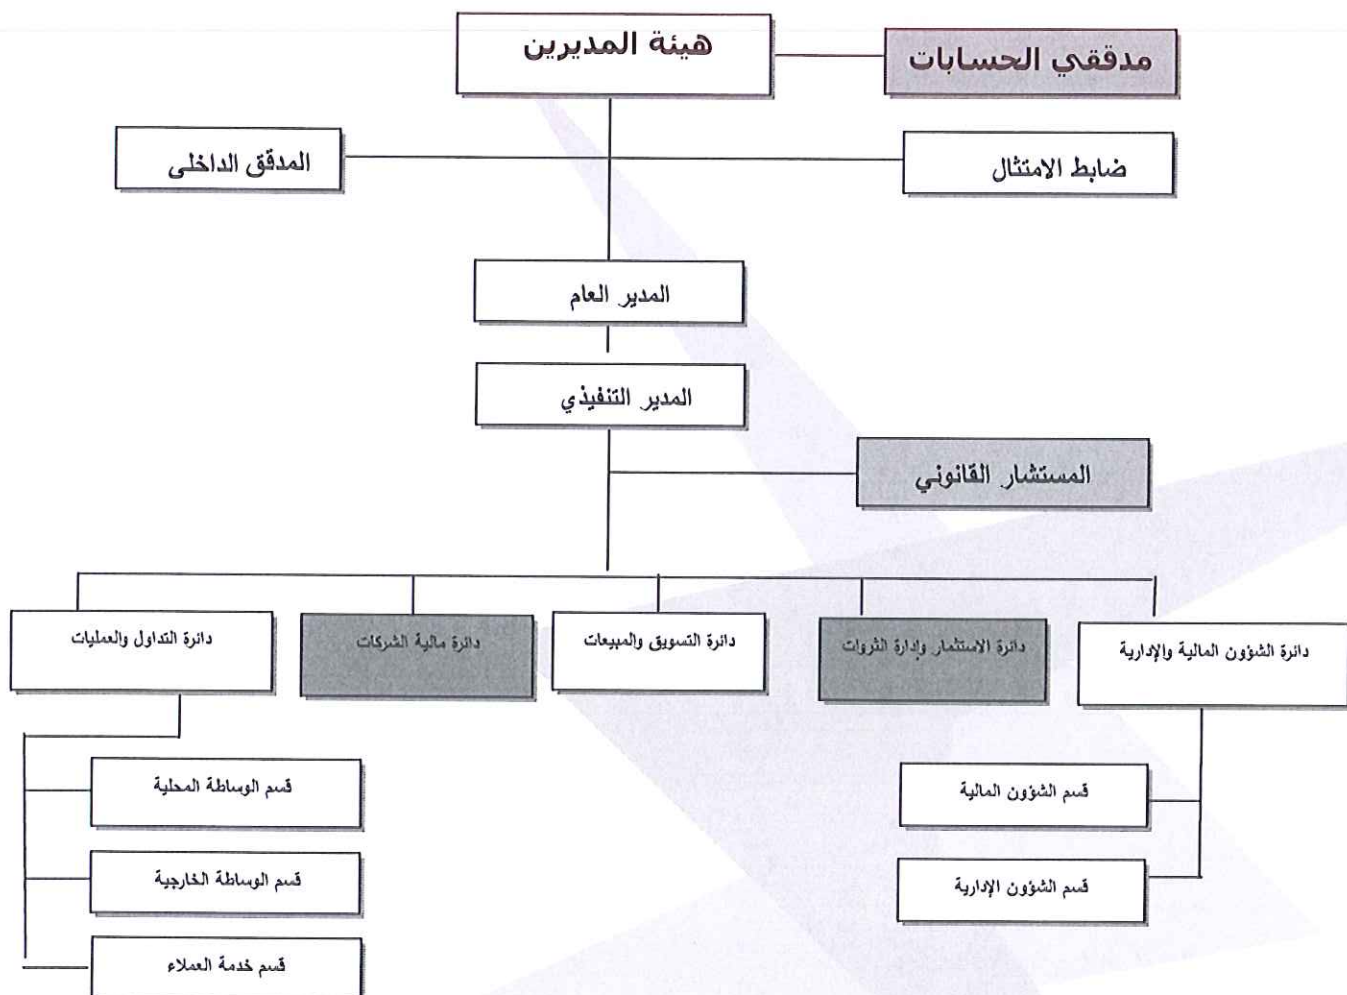 هيئة المديرين
مدققي الحسابات
ضابط الامتثال
المدقق الداخلي
المدير العام
المدير التنفيذي
المستشار القانوني
دائرة الشؤون المالية والإدارية
دائرة الاستثمار وإدارة الثروات
دائرة التسويق والمبيعات
دائرة مالية الشركات
دائرة التداول والعمليات
قسم الشؤون المالية
قسم الشؤون الإدارية
قسم الوساطة المحلية
قسم الوساطة الخارجية
قسم خدمة العملاء